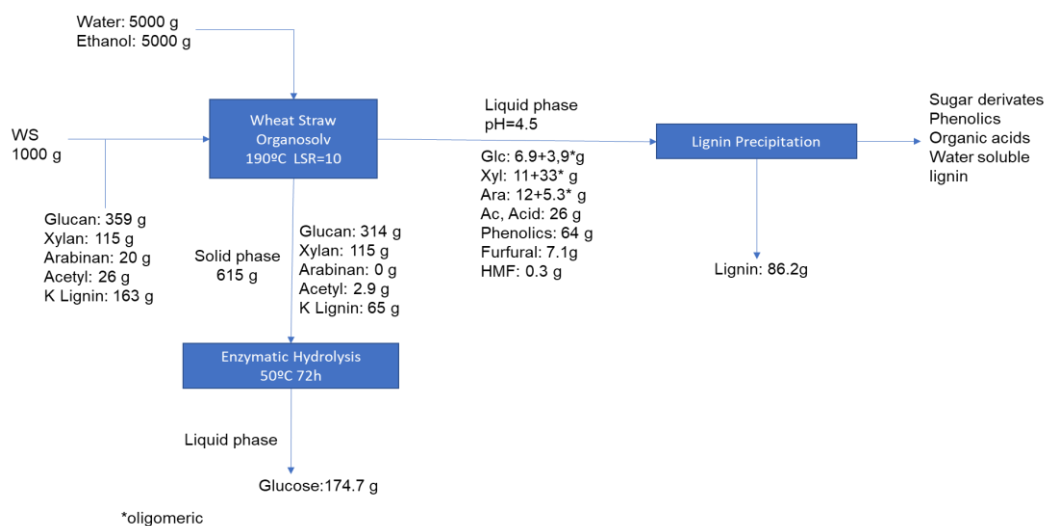 Water: 5000 g
Ethanol: 5000 g
WS
1000 g
Wheat Straw
Organosolv
190ºC LSR=10
Liquid phase
pH=4.5
Lignin Precipitation
Sugar derivates
Phenolics
Organic acids
Water soluble
lignin
Glucan: 359 g
Xylan: 115 g
Arabinan: 20 g
Acetyl: 26 g
K Lignin: 163 g
Solid phase
615 g
Glucan: 314 g
Xylan: 115 g
Arabinan: 0 g
Acetyl: 2.9 g
K Lignin: 65 g
Glc: 6.9+3,9*g
Xyl: 11+33* g
Ara: 12+5.3* g
Ac, Acid: 26 g
Phenolics: 64 g
Furfural: 7.1g
HMF: 0.3 g
Lignin: 86.2g
Enzymatic Hydrolysis
50ºC 72h
Liquid phase
Glucose:174.7 g
*oligomeric